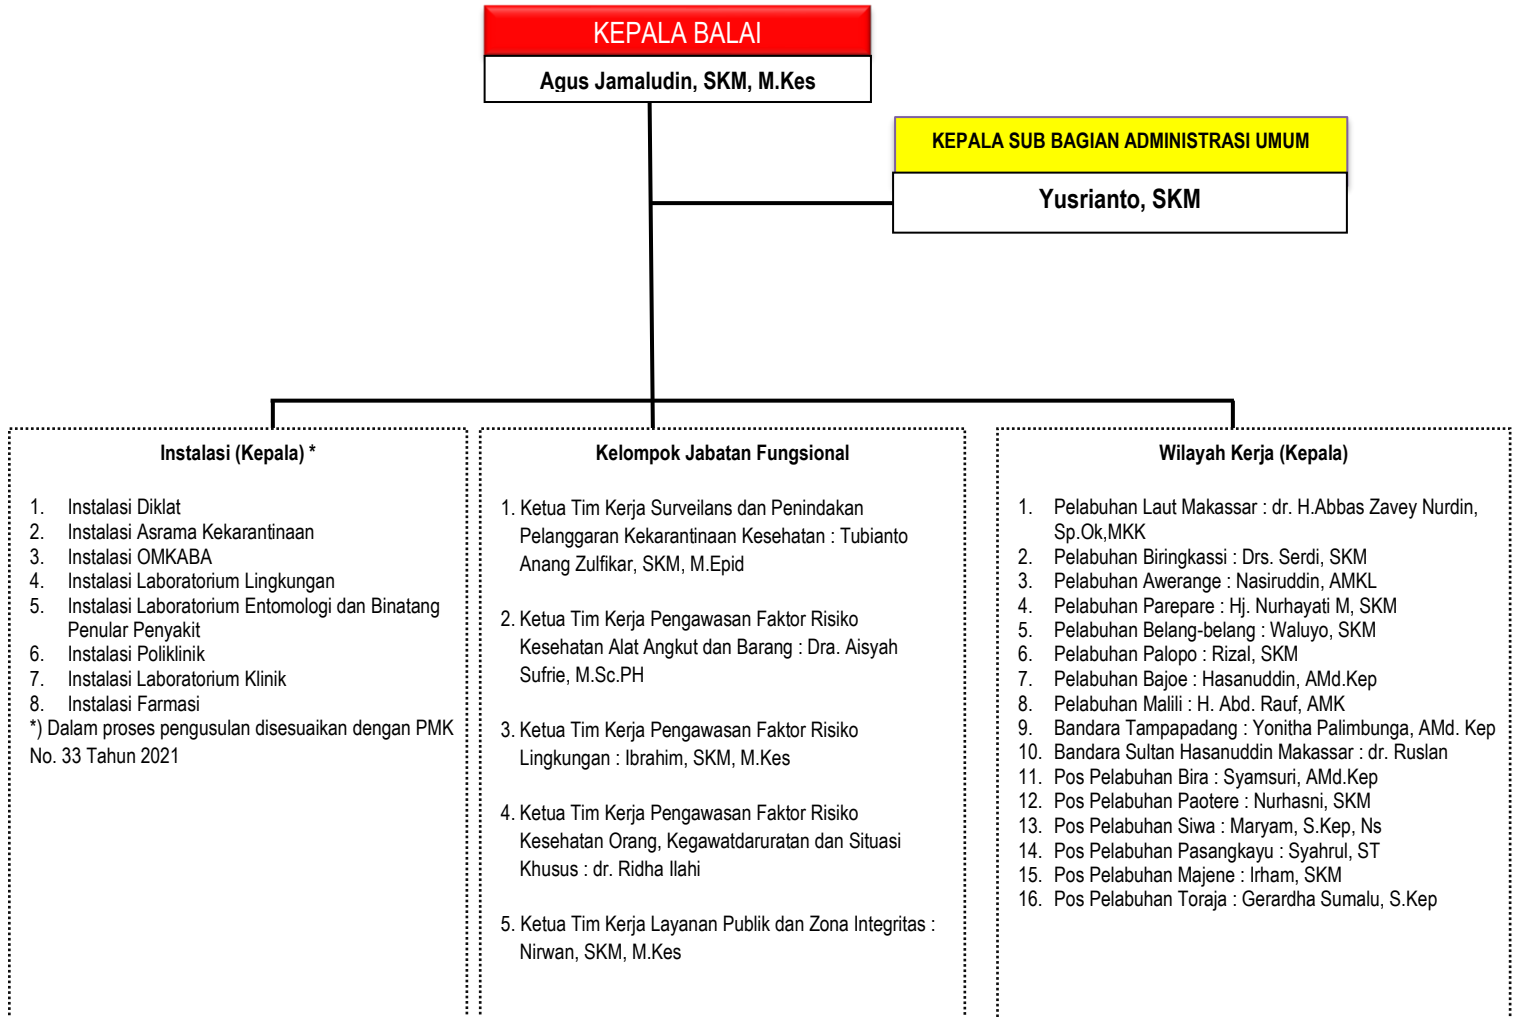 KEPALA BALAI
Agus Jamaludin, SKM, M.Kes
KEPALA SUB BAGIAN ADMINISTRASI UMUM
Yusrianto, SKM
Instalasi (Kepala) *
1. Instalasi Diklat
2. Instalasi Asrama Kekarantinaan
3. Instalasi OMKABA
4. Instalasi Laboratorium Lingkungan
5. Instalasi Laboratorium Entomologi dan Binatang
Penular Penyakit
6. Instalasi Poliklinik
7. Instalasi Laboratorium Klinik
8. Instalasi Farmasi
*) Dalam proses pengusulan disesuaikan dengan PMK
No. 33 Tahun 2021
Kelompok Jabatan Fungsional
1. Ketua Tim Kerja Surveilans dan Penindakan
Pelanggaran Kekarantinaan Kesehatan : Tubianto
Anang Zulfikar, SKM, M.Epid
2. Ketua Tim Kerja Pengawasan Faktor Risiko
Kesehatan Alat Angkut dan Barang : Dra. Aisyah
Sufrie, M.Sc.PH
3. Ketua Tim Kerja Pengawasan Faktor Risiko
Lingkungan : Ibrahim, SKM, M.Kes
4. Ketua Tim Kerja Pengawasan Faktor Risiko
Kesehatan Orang, Kegawatdaruratan dan Situasi
Khusus : dr. Ridha Ilahi
5. Ketua Tim Kerja Layanan Publik dan Zona Integritas :
Nirwan, SKM, M.Kes
Wilayah Kerja (Kepala)
1. Pelabuhan Laut Makassar : dr. H.Abbas Zavey Nurdin,
Sp.Ok,MKK
2. Pelabuhan Biringkassi : Drs. Serdi, SKM
3. Pelabuhan Awerange : Nasiruddin, AMKL
4. Pelabuhan Parepare : Hj. Nurhayati M, SKM
5. Pelabuhan Belang-belang : Waluyo, SKM
6. Pelabuhan Palopo : Rizal, SKM
7. Pelabuhan Bajoe : Hasanuddin, AMd.Kep
8. Pelabuhan Malili : H. Abd. Rauf, AMK
9. Bandara Tampapadang : Yonitha Palimbunga, AMd. Kep
10. Bandara Sultan Hasanuddin Makassar : dr. Ruslan
11. Pos Pelabuhan Bira : Syamsuri, AMd.Kep
12. Pos Pelabuhan Paotere : Nurhasni, SKM
13. Pos Pelabuhan Siwa : Maryam, S.Kep, Ns
14. Pos Pelabuhan Pasangkayu : Syahrul, ST
15. Pos Pelabuhan Majene : Irham, SKM
16. Pos Pelabuhan Toraja : Gerardha Sumalu, S.Kep